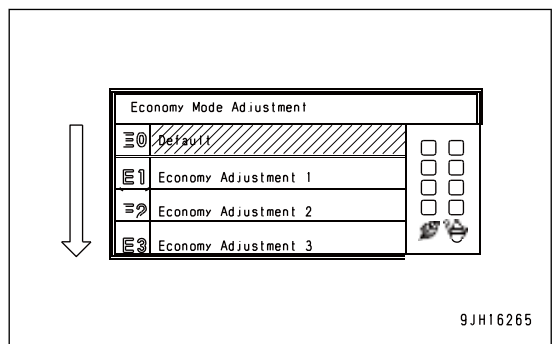 Economy Mode Adjustment
E0 Default
E1 Economy Adjustment 1
E2 Economy Adjustment 2
E3 Economy Adjustment 3
9JH16265